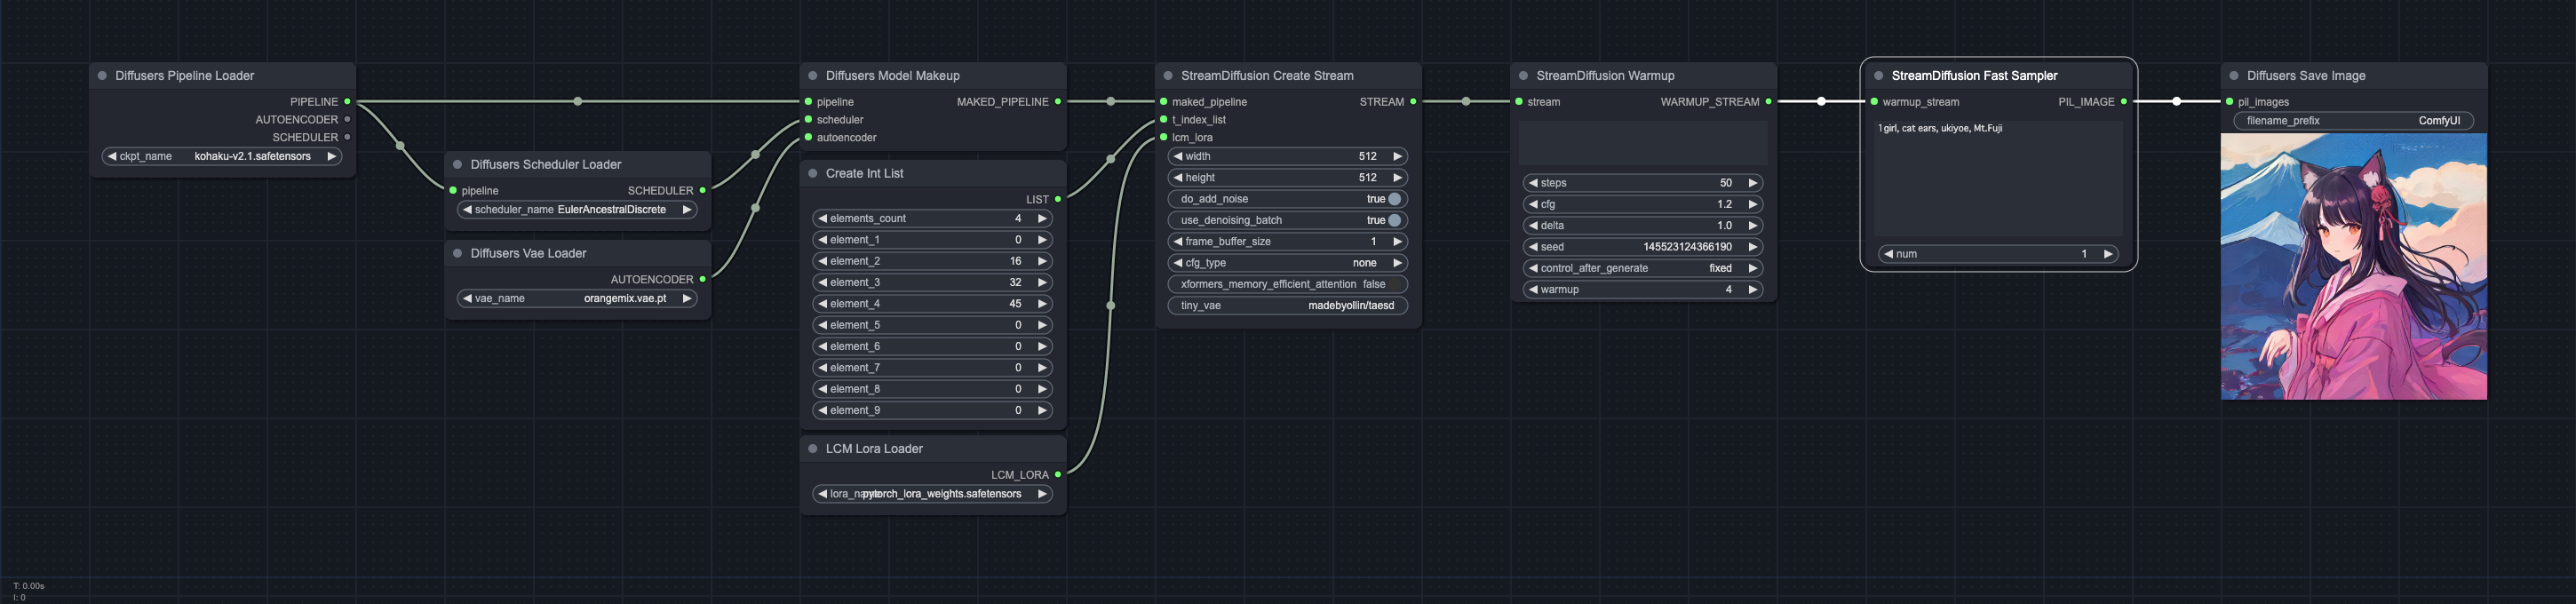 Diffusers Pipeline Loader
PIPELINE
AUTOENCODER
SCHEDULER
ckpt_name kohaku-v2.1.safetensors
Diffusers Scheduler Loader
pipeline SCHEDULER
scheduler_name EulerAncestralDiscrete
Diffusers Vae Loader
AUTOENCODER
vae_name orangemix.vae.pt
Diffusers Model Makeup
pipeline MAKED_PIPELINE
scheduler
autoencoder
Create Int List
LIST
elements_count 4
element_1 0
element_2 16
element_3 32
element_4 45
element_5 0
element_6 0
element_7 0
element_8 0
element_9 0
LCM Lora Loader
LCM_LORA
pytorch_lora_weights.safetensors
StreamDiffusion Create Stream
maked_pipeline STREAM
t_index_list
lcm_lora
width 512
height 512
do_add_noise true
use_denoising_batch true
frame_buffer_size 1
cfg_type none
xformers_memory_efficient_attention false
tiny_vae madebyollin/taesd
StreamDiffusion Warmup
stream WARMUP_STREAM
steps 50
cfg 1.2
delta 1.0
seed 145523124366190
control_after_generate fixed
warmup 4
StreamDiffusion Fast Sampler
warmup_stream PIL_IMAGE
1girl, cat ears, ukiyoe, Mt.Fuji
num 1
Diffusers Save Image
pil_images
filename_prefix ComfyUI
T: 0.00s
I: 0